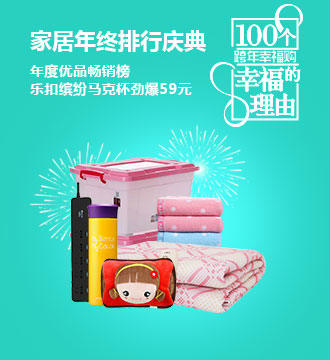 家居年终排行庆典
年度优品畅销榜
乐扣缤纷马克杯劲爆59元
100个
跨年幸福购
幸福的
理由